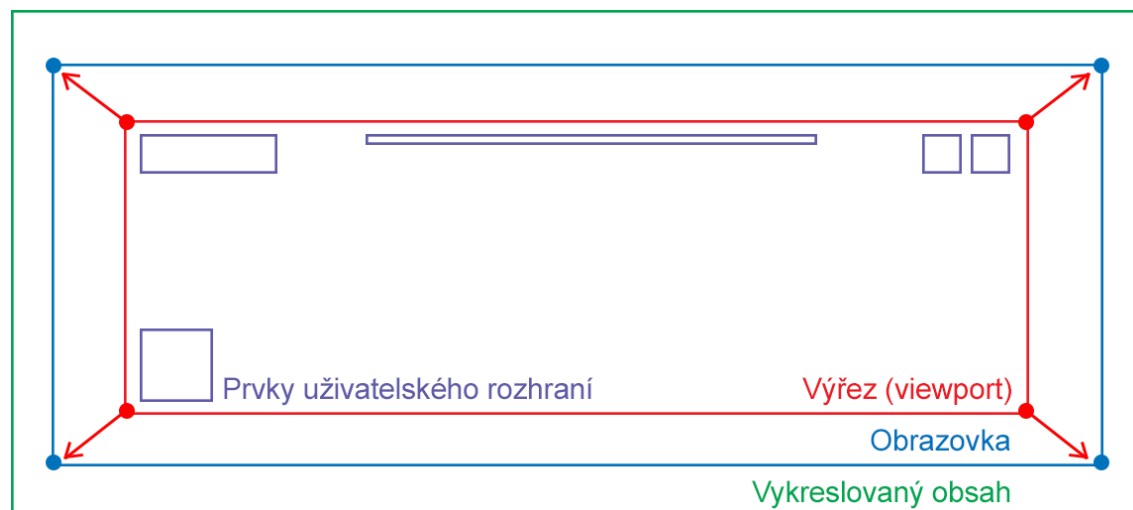 Prvky uživatelského rozhraní
Výřez (viewport)
Obrazovka
Vykreslovaný obsah